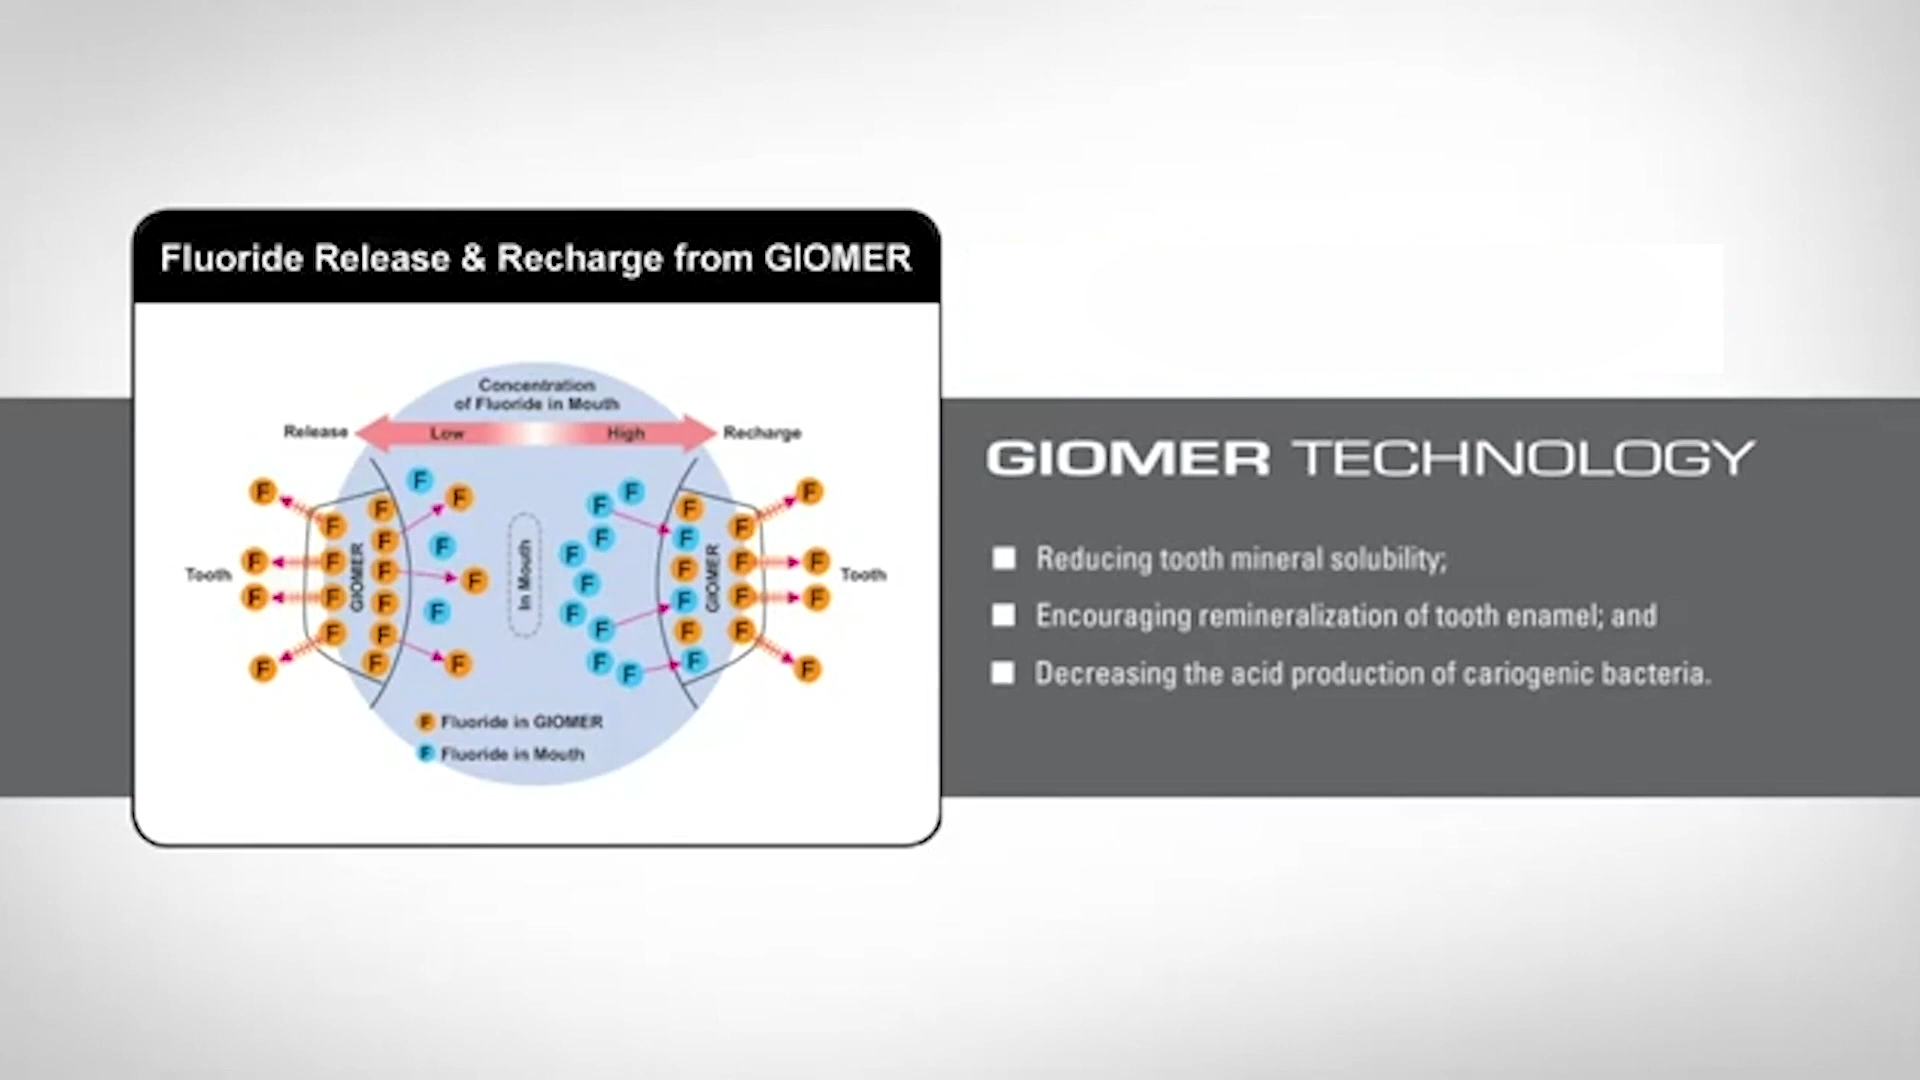 Fluoride Release & Recharge from GIOMER
Concentration
of Fluoride in Mouth
Release
Low
High
Recharge
F F F F F F F F
F F F F F F F
F F F F F F F F
F F F F F F F
Tooth
GIOMER
In Mouth
GIOMER
Tooth
F F F F F F F
F F F F F F F F
F F F F F F F
F Fluoride in GIOMER
F Fluoride in Mouth
GIOMER TECHNOLOGY
Reducing tooth mineral solubility;
Encouraging remineralization of tooth enamel; and
Decreasing the acid production of cariogenic bacteria.